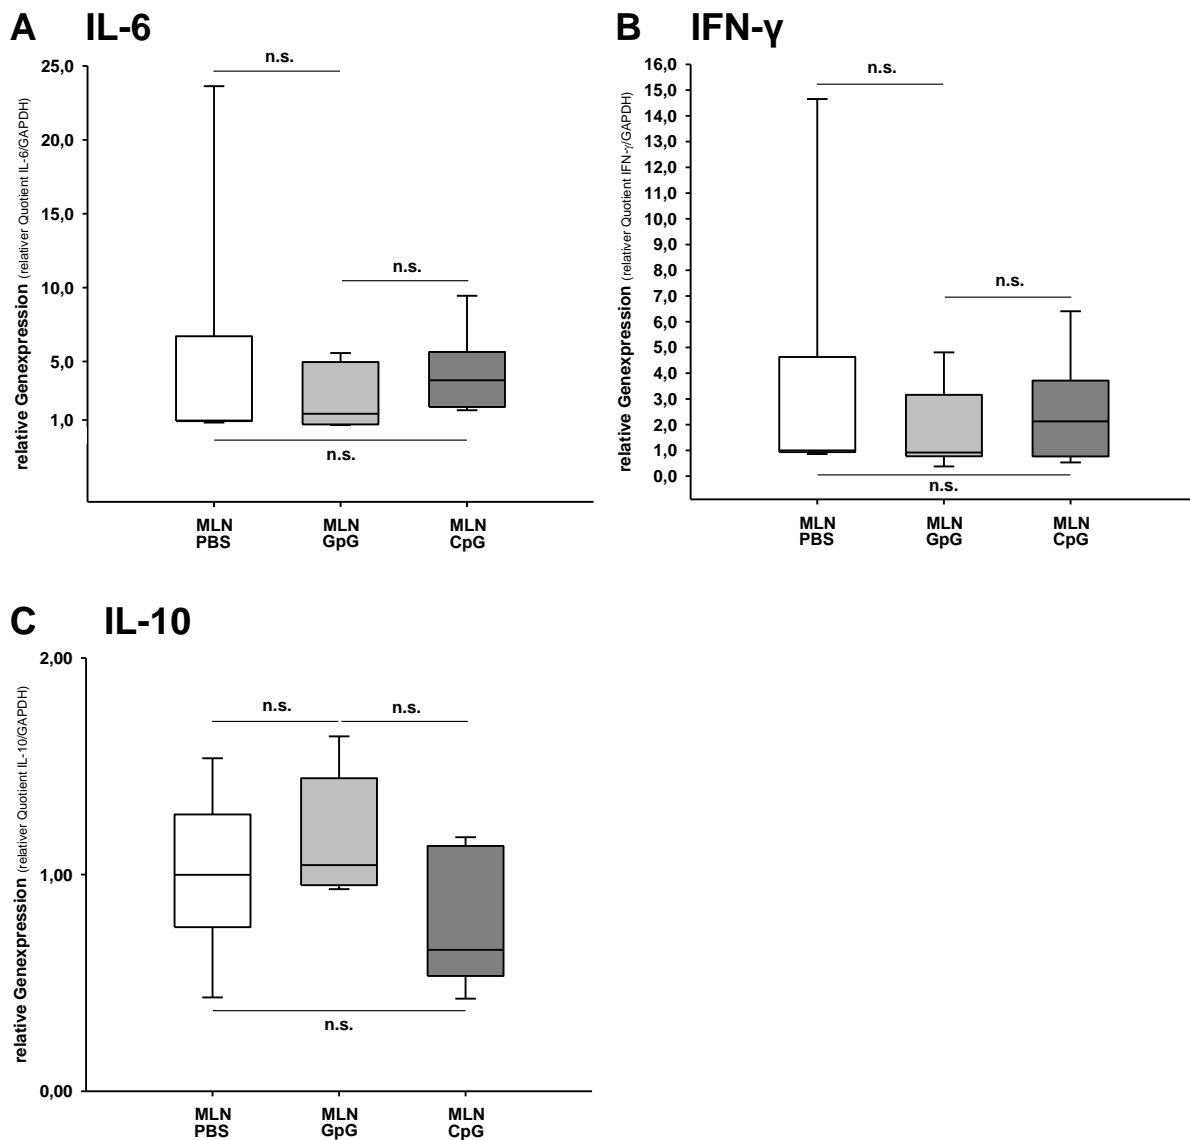 A IL-6
relative Genexpression (relativer Quotient IL-6/GAPDH)
25,0
20,0
15,0
10,0
5,0
1,0
n.s.
n.s.
n.s.
MLN
PBS
MLN
GpG
MLN
CpG
B IFN-γ
relative Genexpression (relativer Quotient IFN-γ/GAPDH)
16,0
15,0
14,0
13,0
12,0
11,0
10,0
9,0
8,0
7,0
6,0
5,0
4,0
3,0
2,0
1,0
0,0
n.s.
n.s.
n.s.
MLN
PBS
MLN
GpG
MLN
CpG
C IL-10
relative Genexpression (relativer Quotient IL-10/GAPDH)
2,00
1,00
0,00
n.s.
n.s.
n.s.
MLN
PBS
MLN
GpG
MLN
CpG